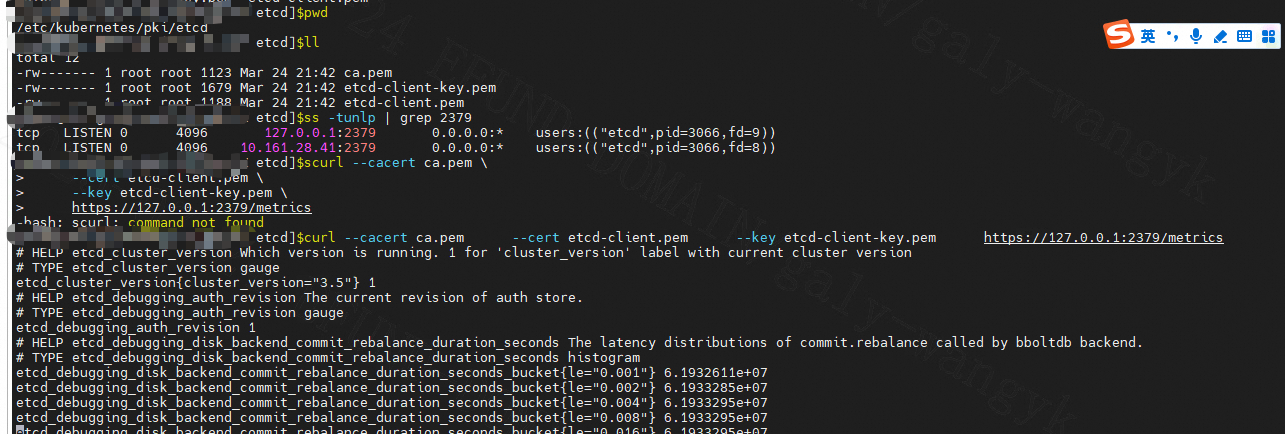 etcd]$pwd
/etc/kubernetes/pki/etcd
etcd]$ll
total 12
-rw------- 1 root root 1123 Mar 24 21:42 ca.pem
-rw------- 1 root root 1679 Mar 24 21:42 etcd-client-key.pem
-rw- 1 root root 1188 Mar 24 21:42 etcd-client.pem
etcd]$ss -tunlp | grep 2379
tcp LISTEN 0 4096 127.0.0.1:2379 0.0.0.0:* users:(("etcd",pid=3066,fd=9))
tcp LISTEN 0 4096 10.161.28.41:2379 0.0.0.0:* users:(("etcd",pid=3066,fd=8))
etcd]$scurl --cacert ca.pem \
> --cert etcd-client.pem \
> --key etcd-client-key.pem \
> https://127.0.0.1:2379/metrics
-bash: scurl: command not found
etcd]$curl --cacert ca.pem --cert etcd-client.pem --key etcd-client-key.pem https://127.0.0.1:2379/metrics
# HELP etcd_cluster_version Which version is running. 1 for 'cluster_version' label with current cluster version
# TYPE etcd_cluster_version gauge
etcd_cluster_version{cluster_version="3.5"} 1
# HELP etcd_debugging_auth_revision The current revision of auth store.
# TYPE etcd_debugging_auth_revision gauge
etcd_debugging_auth_revision 1
# HELP etcd_debugging_disk_backend_commit_rebalance_duration_seconds The latency distributions of commit.rebalance called by bboltdb backend.
# TYPE etcd_debugging_disk_backend_commit_rebalance_duration_seconds histogram
etcd_debugging_disk_backend_commit_rebalance_duration_seconds_bucket{le="0.001"} 6.1932611e+07
etcd_debugging_disk_backend_commit_rebalance_duration_seconds_bucket{le="0.002"} 6.1933285e+07
etcd_debugging_disk_backend_commit_rebalance_duration_seconds_bucket{le="0.004"} 6.1933295e+07
etcd_debugging_disk_backend_commit_rebalance_duration_seconds_bucket{le="0.008"} 6.1933295e+07
etcd_debugging_disk_backend_commit_rebalance_duration_seconds_bucket{le="0.016"} 6.1933295e+07
S 英
galy-wangyk